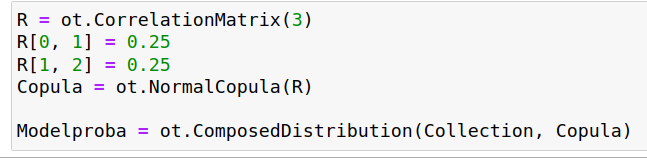 R = ot.CorrelationMatrix(3)
R[0, 1] = 0.25
R[1, 2] = 0.25
Copula = ot.NormalCopula(R)
Modelproba = ot.ComposedDistribution(Collection, Copula)